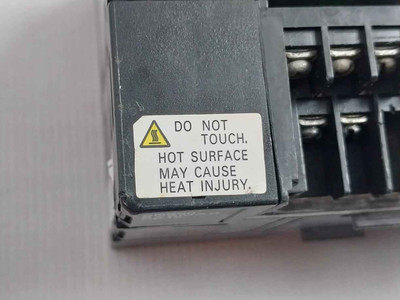 DO NOT
TOUCH.
HOT SURFACE
MAY CAUSE
HEAT INJURY.